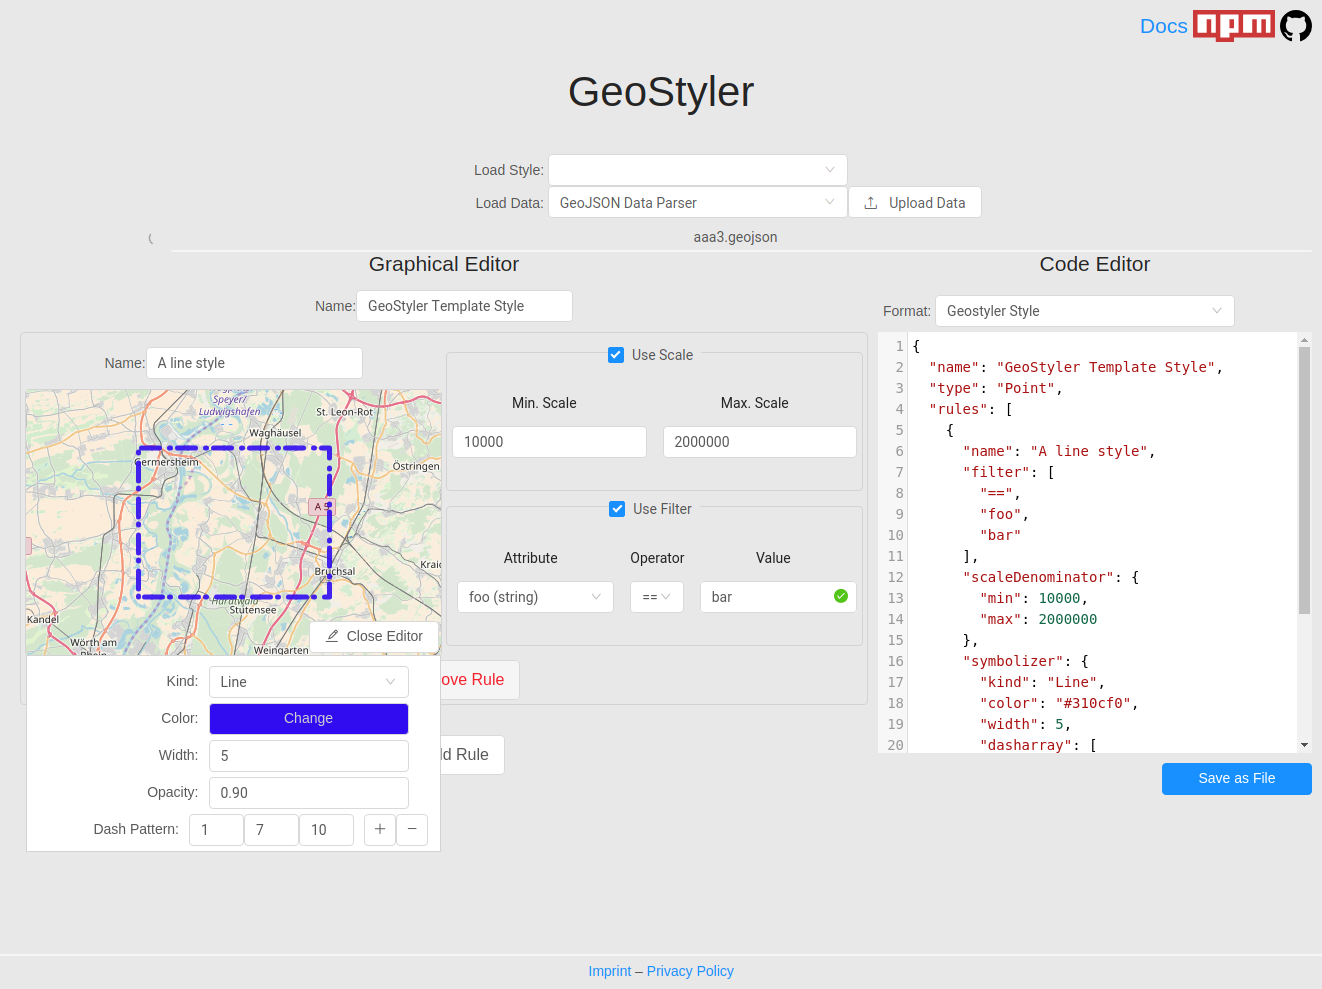 Docs npm
GeoStyler
Load Style:
Load Data: GeoJSON Data Parser Upload Data
aaa3.geojson
Graphical Editor
Name: GeoStyler Template Style
Name: A line style
Speyer/
Ludwigshafen
St. Leon-Rot
Waghäusel
Germersheim
Östringen
A 5
Bruchsal
Kraic
Hardtwald
Stutensee
Kandel
Wörth am
Rhein
Weingarten
Close Editor
Kind: Line
Color: Change
Width: 5
Opacity: 0.90
Dash Pattern: 1 7 10 + −
Use Scale
Min. Scale Max. Scale
10000 2000000
Use Filter
Attribute Operator Value
foo (string) == bar
ove Rule
ld Rule
Code Editor
Format: Geostyler Style
1 {
2 "name": "GeoStyler Template Style",
3 "type": "Point",
4 "rules": [
5 {
6 "name": "A line style",
7 "filter": [
8 "==",
9 "foo",
10 "bar"
11 ],
12 "scaleDenominator": {
13 "min": 10000,
14 "max": 2000000
15 },
16 "symbolizer": {
17 "kind": "Line",
18 "color": "#310cf0",
19 "width": 5,
20 "dasharray": [
Save as File
Imprint – Privacy Policy